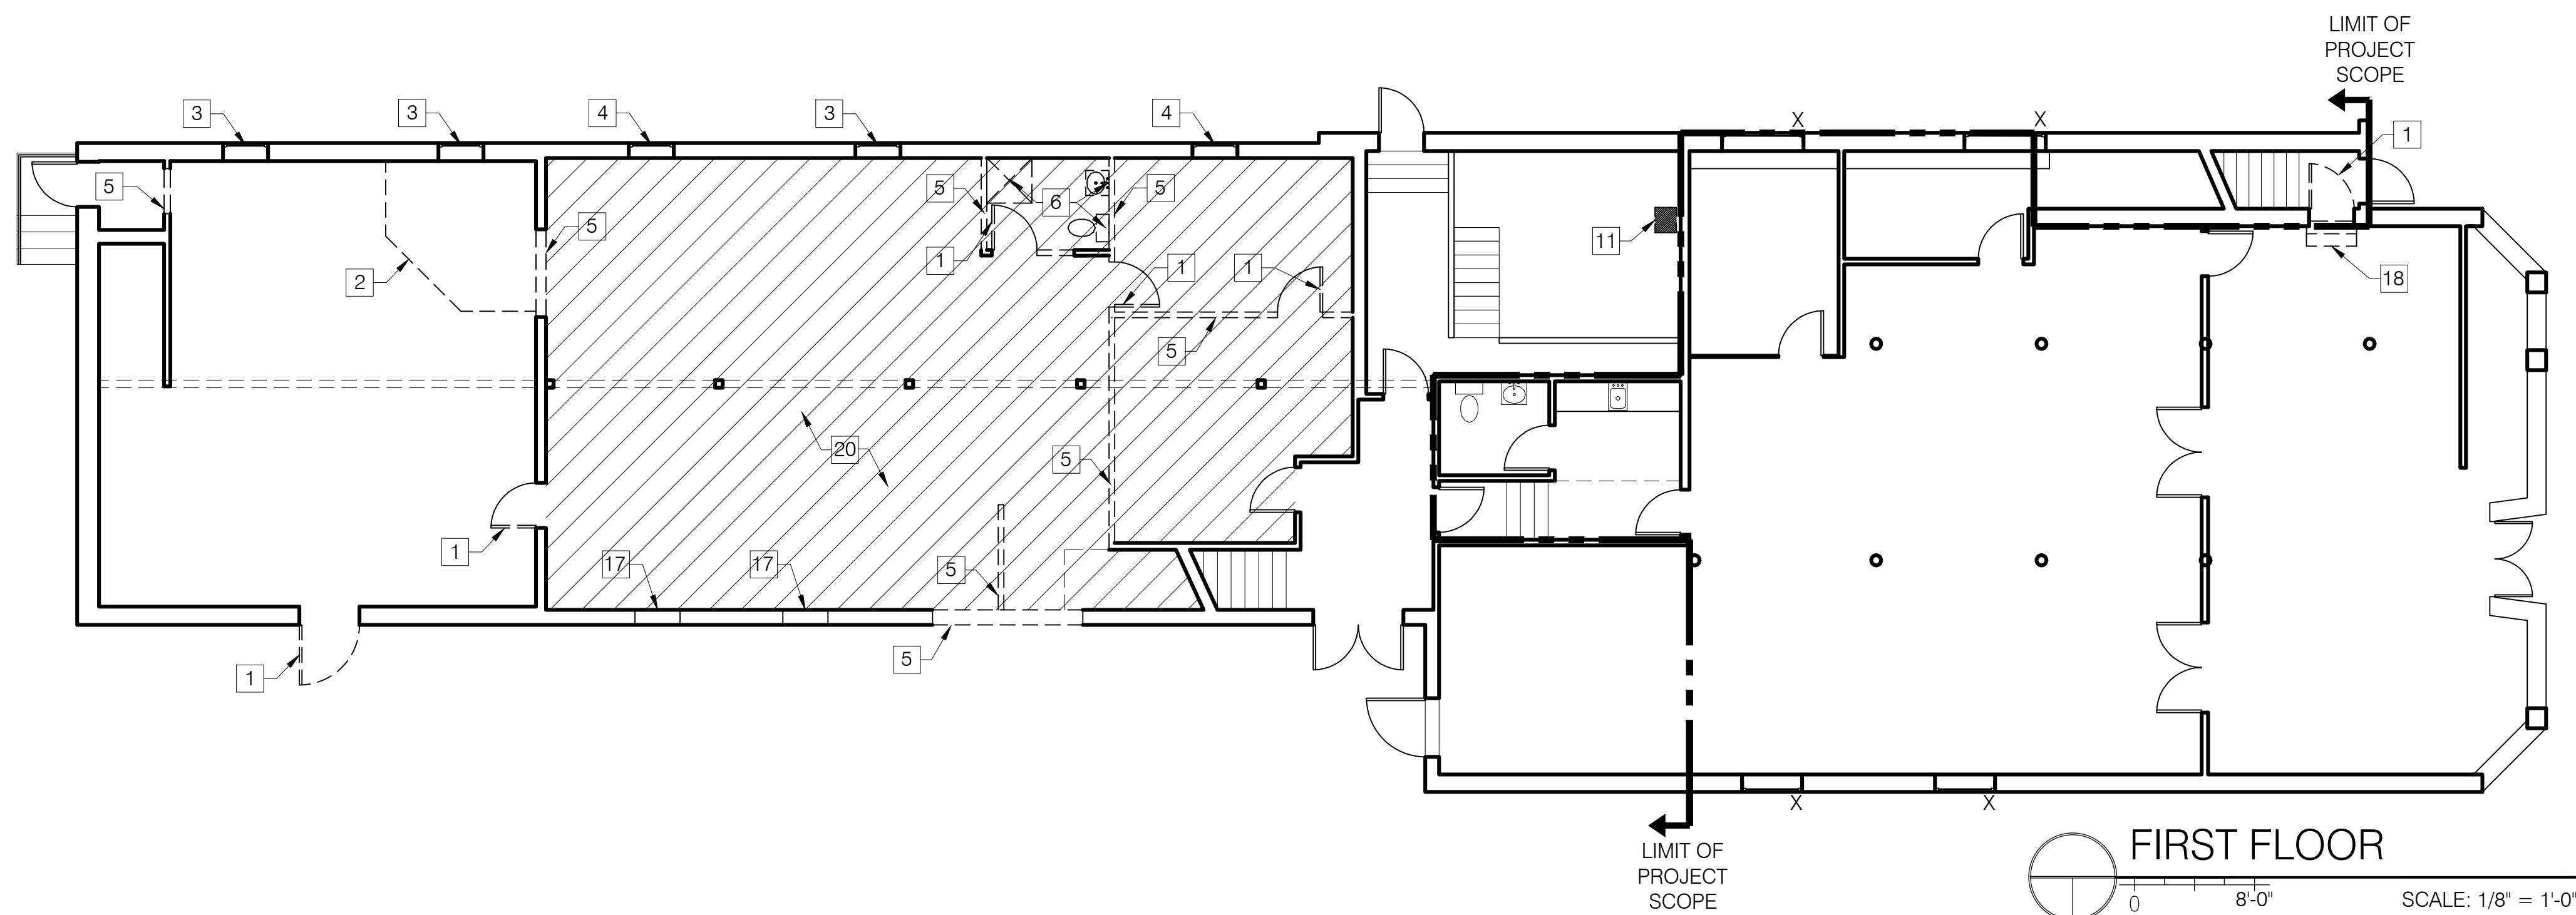 LIMIT OF
PROJECT
SCOPE
3
3
4
3
4
X
X
1
5
5
5
6
5
11
2
1
1
1
18
5
20
5
1
17
17
5
5
1
X
X
LIMIT OF
PROJECT
SCOPE
FIRST FLOOR
0
8'-0"
SCALE: 1/8" = 1'-0"